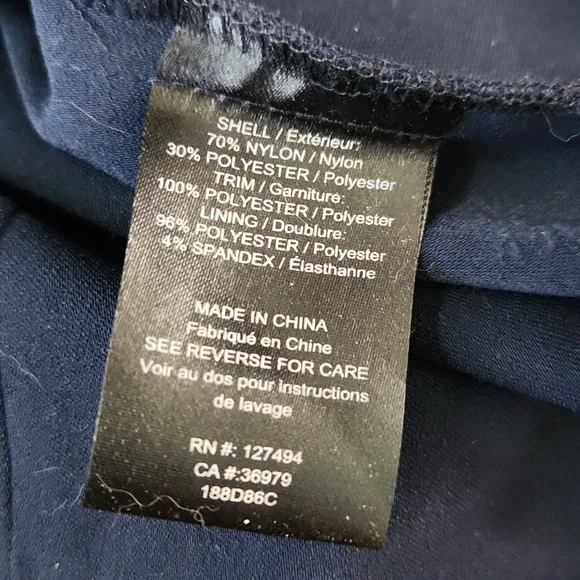 SHELL / Extérieur:
70% NYLON / Nylon
30% POLYESTER / Polyester
TRIM / Garniture:
100% POLYESTER / Polyester
LINING / Doublure:
96% POLYESTER / Polyester
4% SPANDEX / Élasthanne
MADE IN CHINA
Fabriqué en Chine
SEE REVERSE FOR CARE
Voir au dos pour instructions
de lavage
RN #: 127494
CA #:36979
188D86C